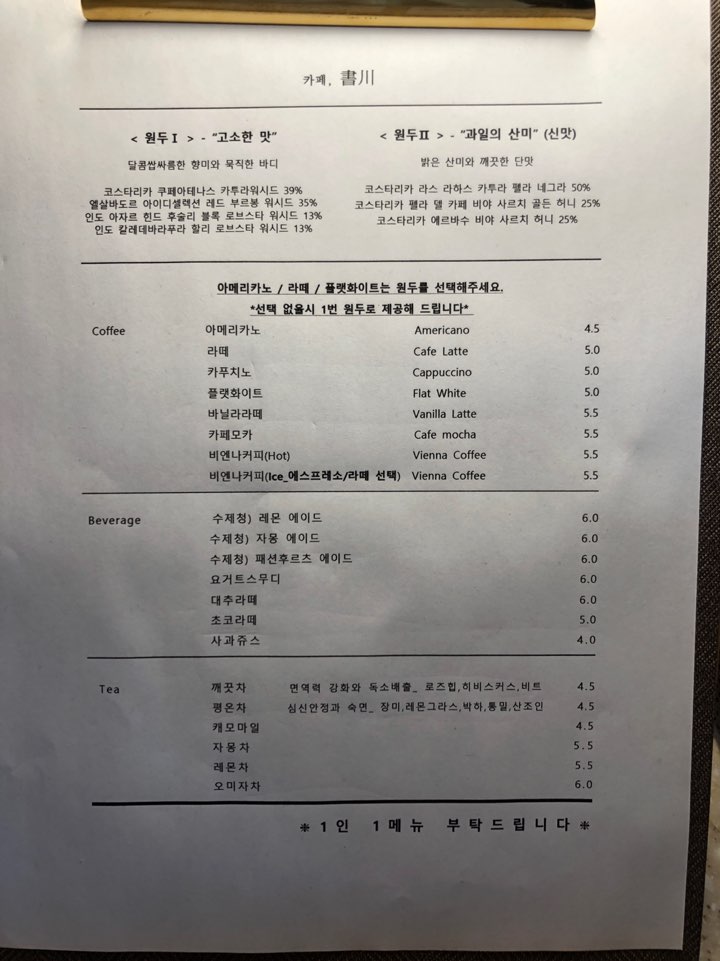 카페, 書川
< 원두Ⅰ > - "고소한 맛"
달콤쌉싸름한 향미와 묵직한 바디
코스타리카 쿠페아테나스 카투라워시드 39%
엘살바도르 아이디셀렉션 레드 부르봉 워시드 35%
인도 아자르 힌드 후술리 블록 로브스타 워시드 13%
인도 칼레데바라푸라 할리 로브스타 워시드 13%
< 원두Ⅱ > - "과일의 산미" (신맛)
밝은 산미와 깨끗한 단맛
코스타리카 라스 라하스 카투라 펠라 네그라 50%
코스타리카 펠라 델 카페 비야 사르치 골든 허니 25%
코스타리카 에르바수 비야 사르치 허니 25%
아메리카노 / 라떼 / 플랫화이트는 원두를 선택해주세요.
*선택 없을시 1번 원두로 제공해 드립니다*
Coffee 아메리카노 Americano 4.5
라떼 Cafe Latte 5.0
카푸치노 Cappuccino 5.0
플랫화이트 Flat White 5.0
바닐라라떼 Vanilla Latte 5.5
카페모카 Cafe mocha 5.5
비엔나커피(Hot) Vienna Coffee 5.5
비엔나커피(Ice_에스프레소/라떼 선택) Vienna Coffee 5.5
Beverage 수제청) 레몬 에이드 6.0
수제청) 자몽 에이드 6.0
수제청) 패션후르츠 에이드 6.0
요거트스무디 6.0
대추라떼 6.0
초코라떼 5.0
사과쥬스 4.0
Tea 깨끗차 면역력 강화와 독소배출_ 로즈힙,히비스커스,비트 4.5
평온차 심신안정과 숙면_ 장미,레몬그라스,박하,통밀,산조인 4.5
캐모마일 4.5
자몽차 5.5
레몬차 5.5
오미자차 6.0
※1인 1메뉴 부탁드립니다※